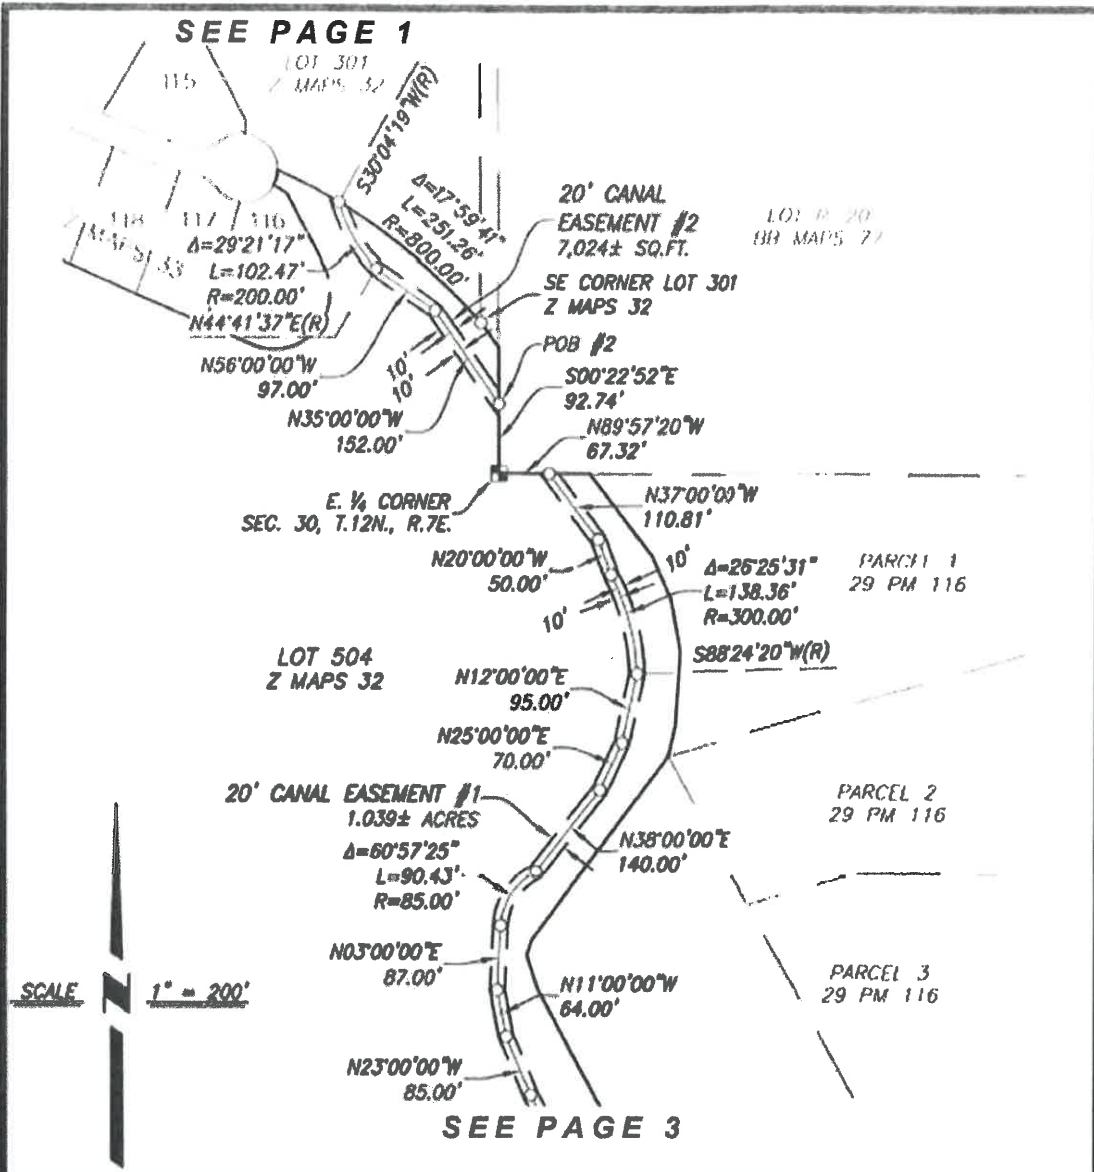 SEE PAGE 1
LOT 301
Z MAPS 32
115
S30°04'19"W(R)
Δ=17°59'41"
L=251.26'
R=800.00'
20' CANAL
EASEMENT #2
7,024± SQ.FT.
LOT R 20
BB MAPS 77
118
117
116
Z MAPS 33
Δ=29°21'17"
L=102.47'
R=200.00'
N44°41'37"E(R)
SE CORNER LOT 301
Z MAPS 32
POB #2
N56°00'00"W
97.00'
10'
10'
S00°22'52"E
92.74'
N35°00'00"W
152.00'
N89°57'20"W
67.32'
E. ¼ CORNER
SEC. 30, T.12N., R.7E.
N37°00'00"W
110.81'
N20°00'00"W
50.00'
10'
10'
Δ=26°25'31"
L=138.36'
R=300.00'
PARCEL 1
29 PM 116
S88°24'20"W(R)
LOT 504
Z MAPS 32
N12°00'00"E
95.00'
N25°00'00"E
70.00'
20' CANAL EASEMENT #1
1.039± ACRES
PARCEL 2
29 PM 116
N38°00'00"E
140.00'
Δ=60°57'25"
L=90.43'
R=85.00'
N03°00'00"E
87.00'
PARCEL 3
29 PM 116
N11°00'00"W
64.00'
SCALE N 1" = 200'
N23°00'00"W
85.00'
SEE PAGE 3